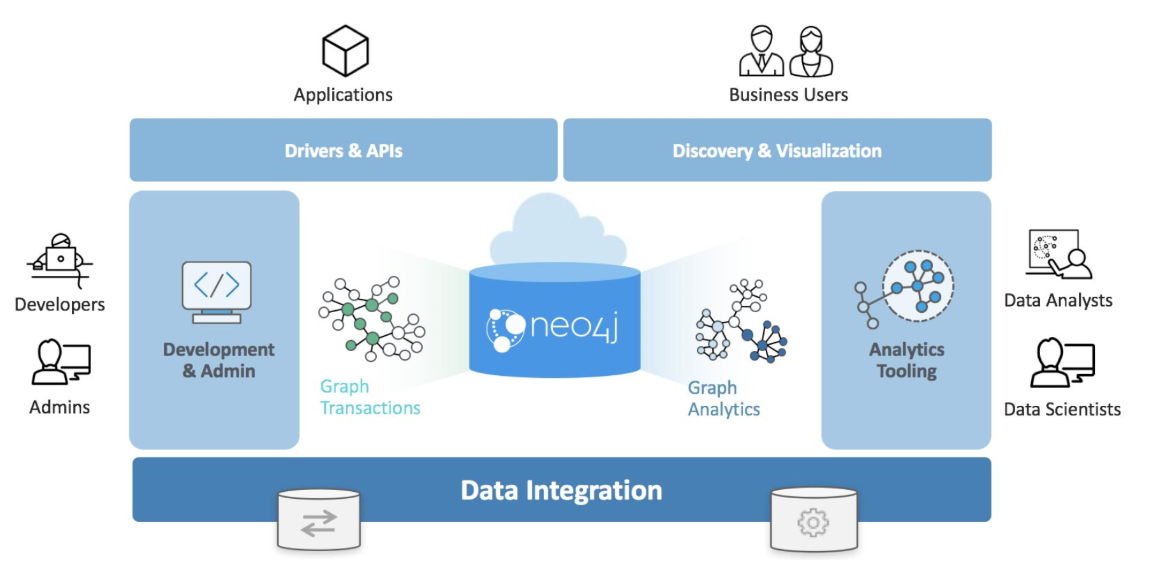 Applications
Business Users
Drivers & APIs
Discovery & Visualization
Developers
Admins
Development
& Admin
Graph
Transactions
neo4j
Graph
Analytics
Analytics
Tooling
Data Analysts
Data Scientists
Data Integration